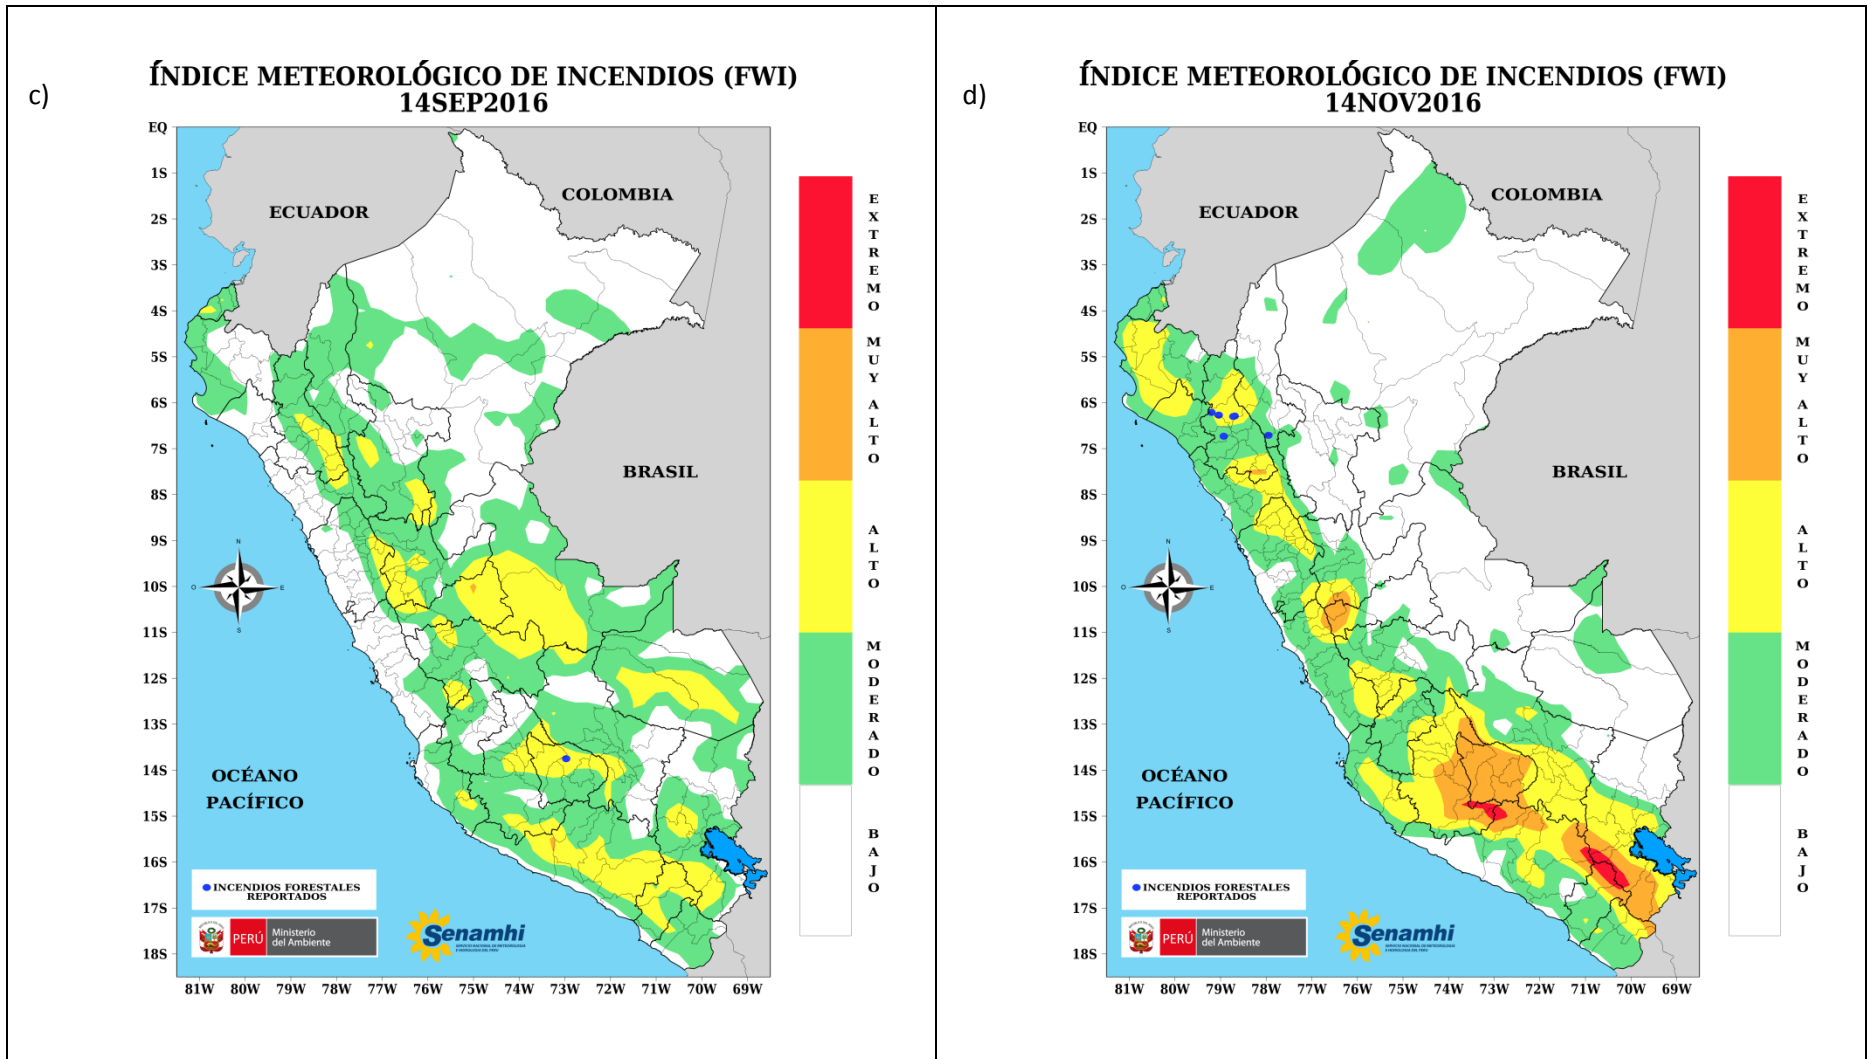 c)
ÍNDICE METEOROLÓGICO DE INCENDIOS (FWI)
14SEP2016
EQ
1S
2S
3S
4S
5S
6S
7S
8S
9S
10S
11S
12S
13S
14S
15S
16S
17S
18S
81W 80W 79W 78W 77W 76W 75W 74W 73W 72W 71W 70W 69W
ECUADOR
COLOMBIA
BRASIL
OCÉANO
PACÍFICO
N
O E
S
INCENDIOS FORESTALES
REPORTADOS
PERÚ
Ministerio
del Ambiente
Senamhi
EXTREMO
MUY ALTO
ALTO
MODERADO
BAJO
d)
ÍNDICE METEOROLÓGICO DE INCENDIOS (FWI)
14NOV2016
EQ
1S
2S
3S
4S
5S
6S
7S
8S
9S
10S
11S
12S
13S
14S
15S
16S
17S
18S
81W 80W 79W 78W 77W 76W 75W 74W 73W 72W 71W 70W 69W
ECUADOR
COLOMBIA
BRASIL
OCÉANO
PACÍFICO
N
O E
S
INCENDIOS FORESTALES
REPORTADOS
PERÚ
Ministerio
del Ambiente
Senamhi
EXTREMO
MUY ALTO
ALTO
MODERADO
BAJO